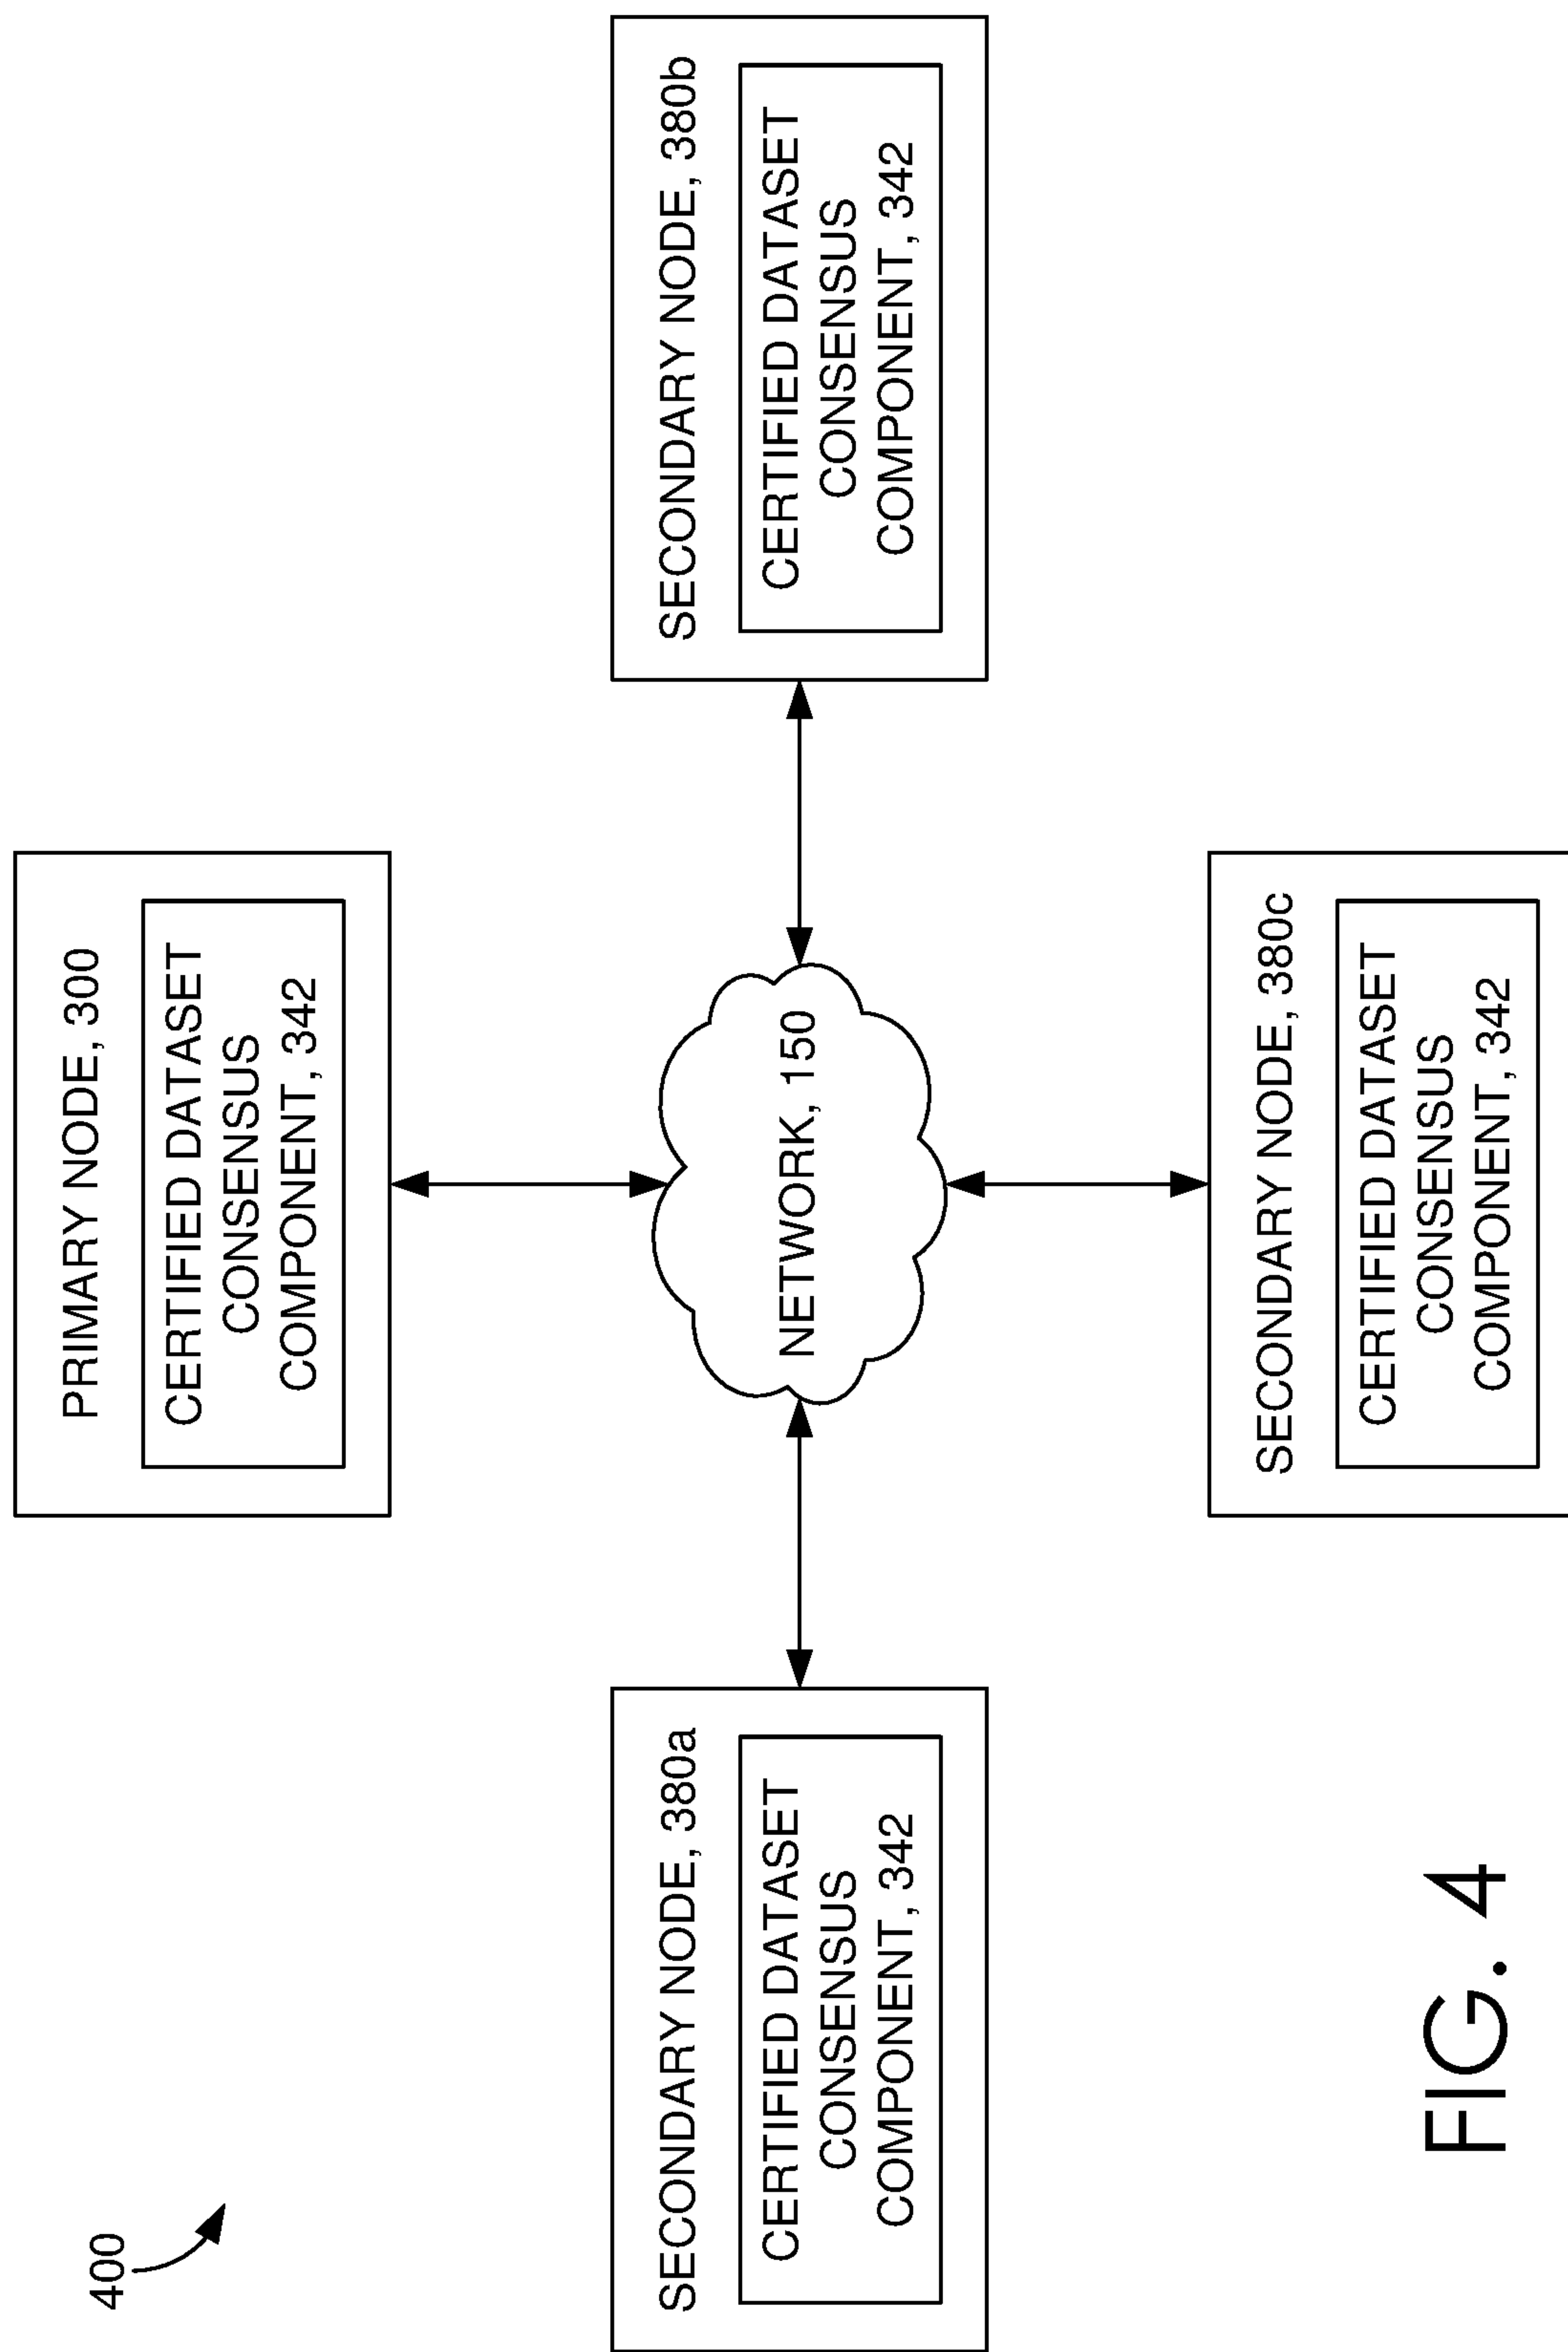 400
PRIMARY NODE, 300
CERTIFIED DATASET
CONSENSUS
COMPONENT, 342
SECONDARY NODE, 380a
CERTIFIED DATASET
CONSENSUS
COMPONENT, 342
NETWORK, 150
SECONDARY NODE, 380b
CERTIFIED DATASET
CONSENSUS
COMPONENT, 342
SECONDARY NODE, 380c
CERTIFIED DATASET
CONSENSUS
COMPONENT, 342
FIG. 4